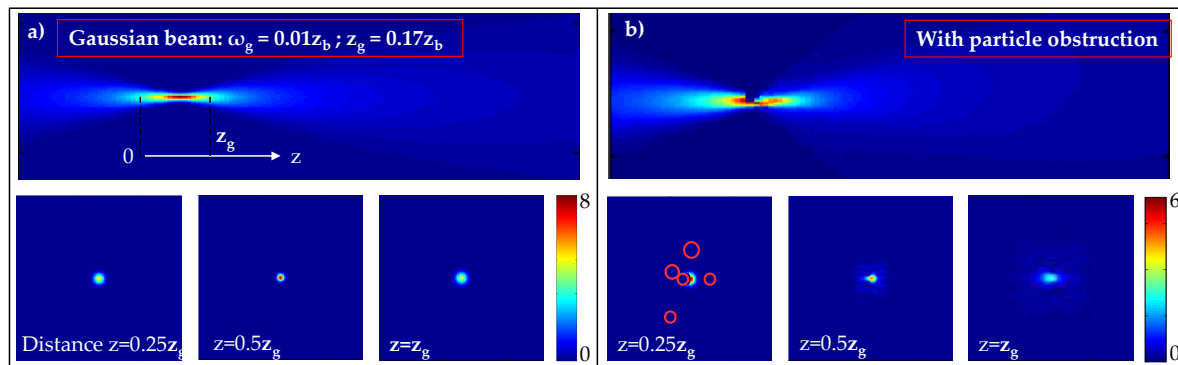 a)
Gaussian beam: ω_g = 0.01z_b ; z_g = 0.17z_b
z_g
0
z
Distance z=0.25z_g
z=0.5z_g
z=z_g
8
0
b)
With particle obstruction
z=0.25z_g
z=0.5z_g
z=z_g
6
0